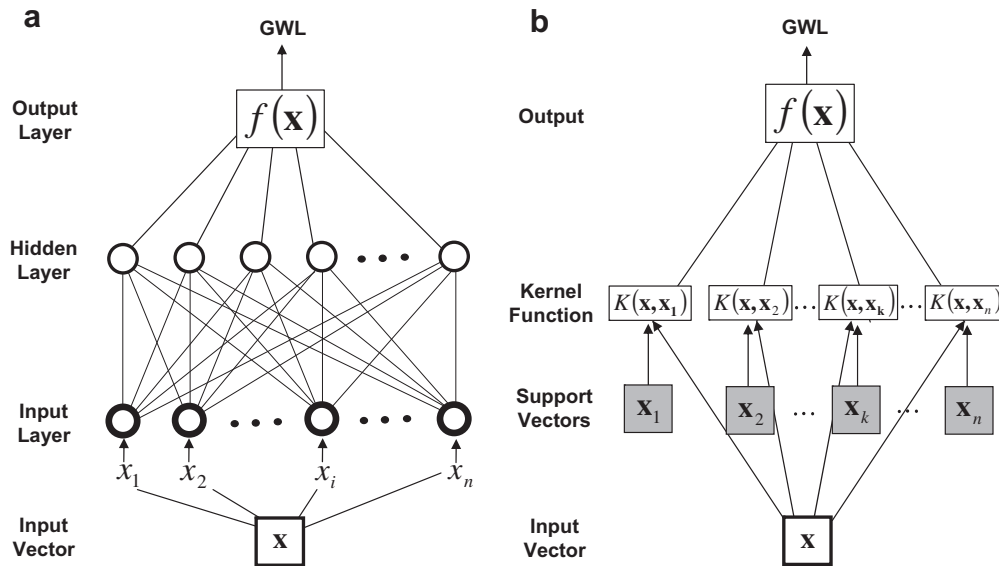 a
GWL
Output
Layer
f(x)
Hidden
Layer
Input
Layer
x1 x2 xi xn
Input
Vector
x
b
GWL
Output
f(x)
Kernel
Function
K(x,x1) K(x,x2) ... K(x,xk) ... K(x,xn)
Support
Vectors
x1 x2 ... xk ... xn
Input
Vector
x